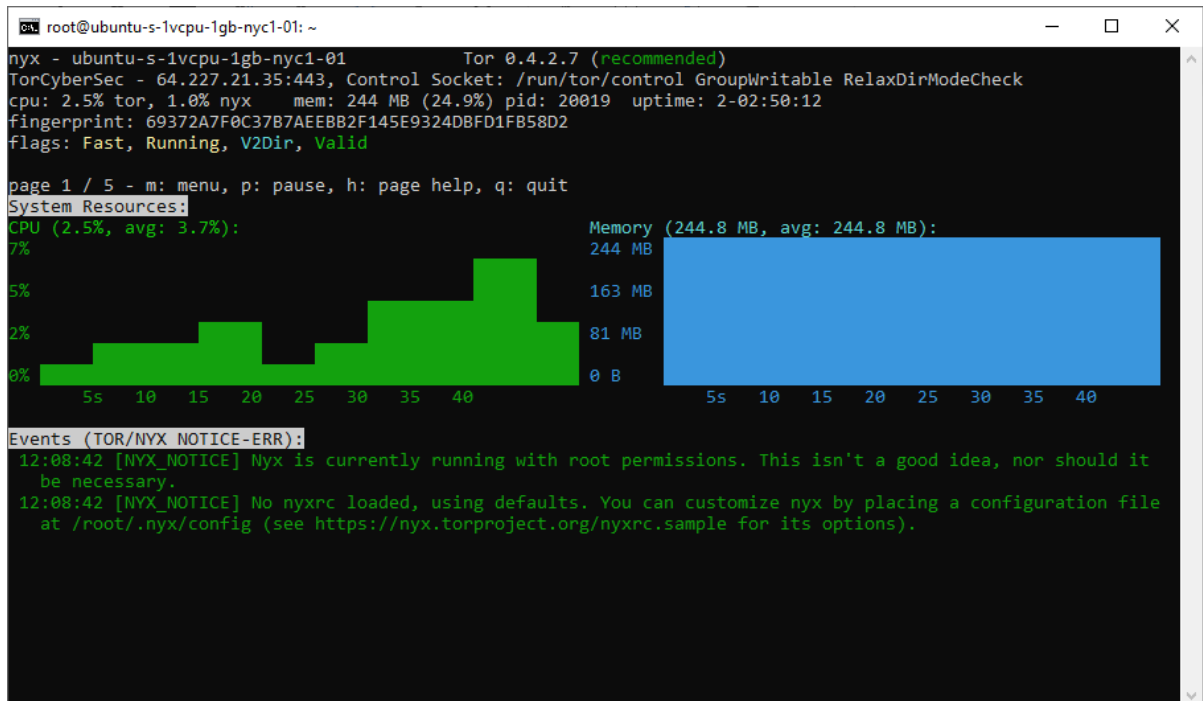 root@ubuntu-s-1vcpu-1gb-nyc1-01: ~
nyx - ubuntu-s-1vcpu-1gb-nyc1-01 Tor 0.4.2.7 (recommended)
TorCyberSec - 64.227.21.35:443, Control Socket: /run/tor/control GroupWritable RelaxDirModeCheck
cpu: 2.5% tor, 1.0% nyx mem: 244 MB (24.9%) pid: 20019 uptime: 2-02:50:12
fingerprint: 69372A7F0C37B7AEEBB2F145E9324DBFD1FB58D2
flags: Fast, Running, V2Dir, Valid
page 1 / 5 - m: menu, p: pause, h: page help, q: quit
System Resources:
CPU (2.5%, avg: 3.7%): Memory (244.8 MB, avg: 244.8 MB):
7% 244 MB
5% 163 MB
2% 81 MB
0% 0 B
5s 10 15 20 25 30 35 40 5s 10 15 20 25 30 35 40
Events (TOR/NYX NOTICE-ERR):
12:08:42 [NYX_NOTICE] Nyx is currently running with root permissions. This isn't a good idea, nor should it
be necessary.
12:08:42 [NYX_NOTICE] No nyxrc loaded, using defaults. You can customize nyx by placing a configuration file
at /root/.nyx/config (see https://nyx.torproject.org/nyxrc.sample for its options).